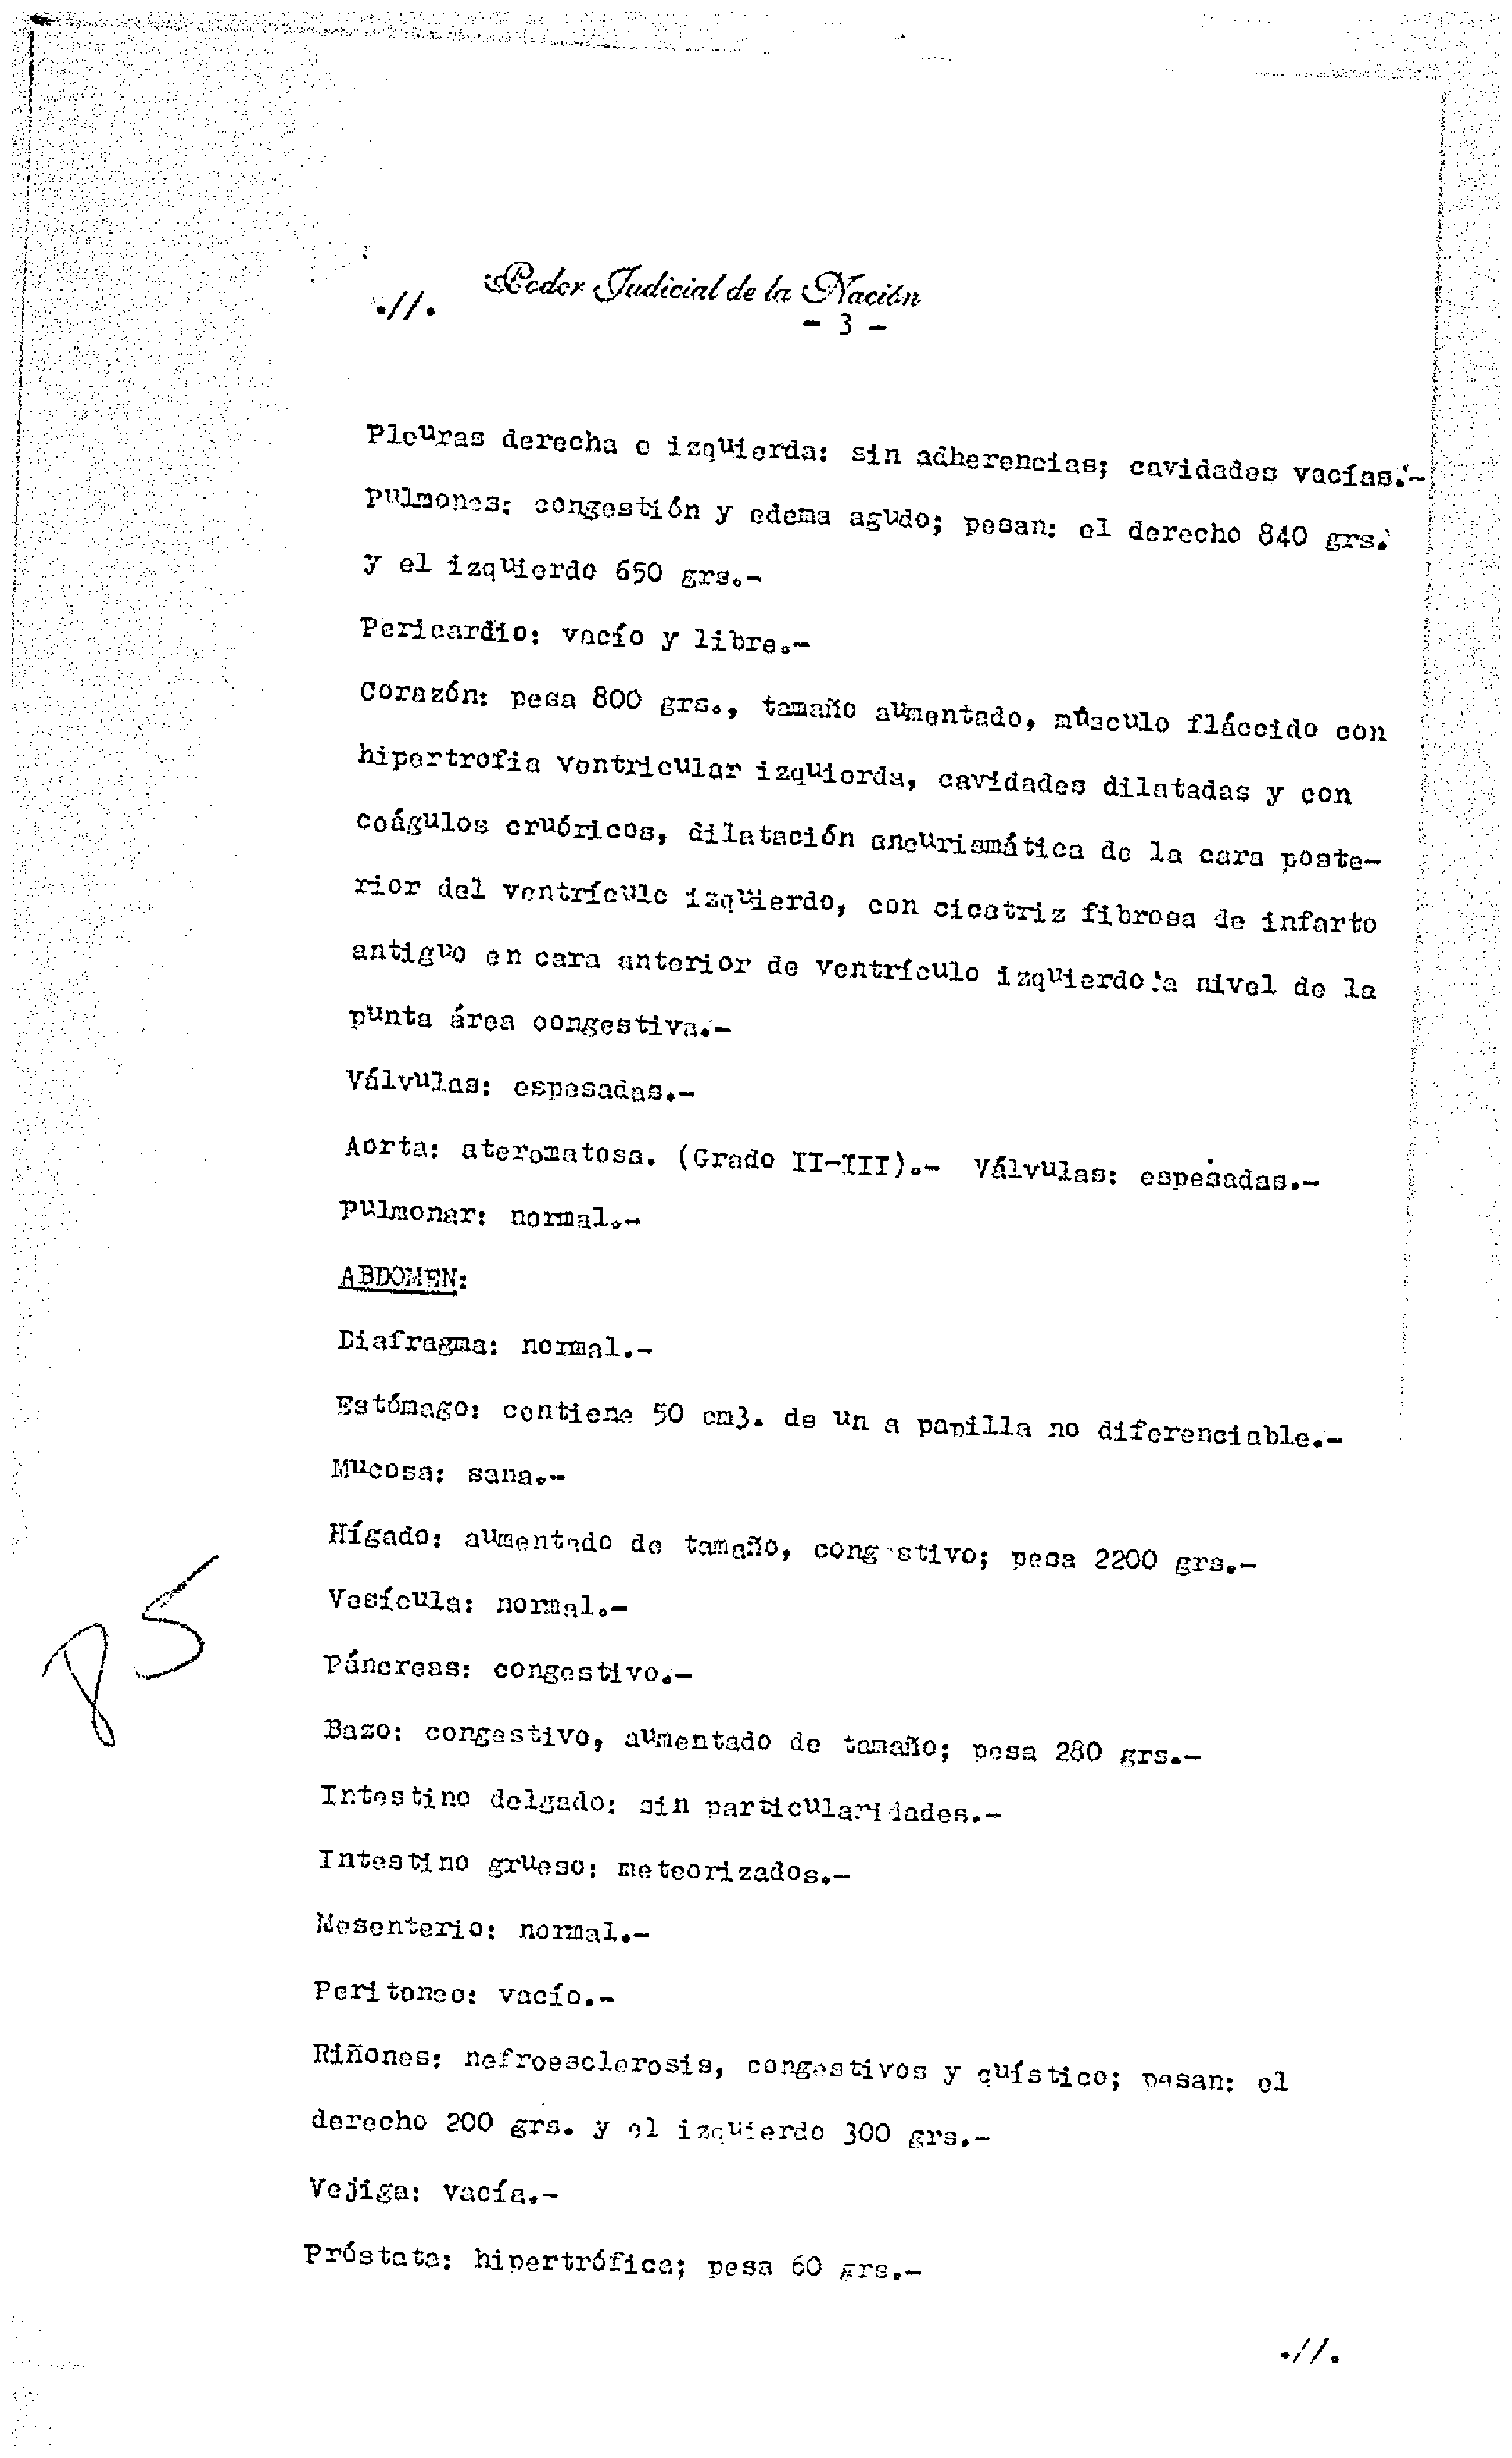 .//.
Poder Judicial de la Nación
- 3 -
Pleuras derecha e izquierda: sin adherencias; cavidades vacías.-
Pulmones: congestión y edema agudo; pesan: el derecho 840 grs.
y el izquierdo 650 grs.-
Pericardio: vacío y libre.-
Corazón: pesa 800 grs., tamaño aumentado, músculo fláccido con
hipertrofia ventricular izquierda, cavidades dilatadas y con
coágulos cruóricos, dilatación aneurismática de la cara poste-
rior del ventrículo izquierdo, con cicatriz fibrosa de infarto
antiguo en cara anterior de ventrículo izquierdo a nivel de la
punta área congestiva.-
Válvulas: espesadas.-
Aorta: ateromatosa. (Grado II-III).- Válvulas: espesadas.-
Pulmonar: normal.-
ABDOMEN:
Diafragma: normal.-
Estómago: contiene 50 cm3. de un a papilla no diferenciable.-
Mucosa: sana.-
Hígado: aumentado de tamaño, congestivo; pesa 2200 grs.-
Vesícula: normal.-
Páncreas: congestivo.-
Bazo: congestivo, aumentado de tamaño; pesa 280 grs.-
Intestino delgado: sin particularidades.-
Intestino grueso: meteorizados.-
Mesenterio: normal.-
Peritoneo: vacío.-
Riñones: nefroesclerosis, congestivos y quístico; pesan: el
derecho 200 grs. y el izquierdo 300 grs.-
Vejiga: vacía.-
Próstata: hipertrófica; pesa 60 grs.-
85
.//.